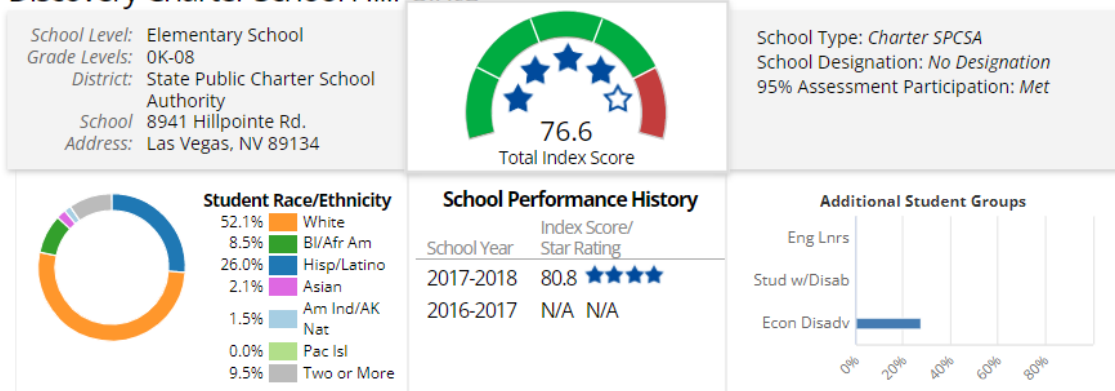 Discovery Charter School
School Level: Elementary School
Grade Levels: 0K-08
District: State Public Charter School
Authority
School 8941 Hillpointe Rd.
Address: Las Vegas, NV 89134
76.6
Total Index Score
School Type: Charter SPCSA
School Designation: No Designation
95% Assessment Participation: Met
Student Race/Ethnicity
52.1% White
8.5% Bl/Afr Am
26.0% Hisp/Latino
2.1% Asian
1.5% Am Ind/AK
Nat
0.0% Pac Isl
9.5% Two or More
School Performance History
School Year Index Score/
Star Rating
2017-2018 80.8
2016-2017 N/A N/A
Additional Student Groups
Eng Lnrs
Stud w/Disab
Econ Disadv
0% 20% 40% 60% 80%